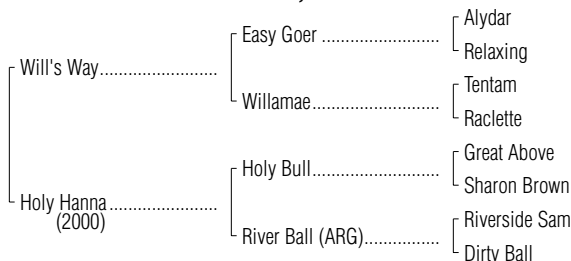 Will's Way
Holy Hanna
(2000)
Easy Goer
Willamae
Holy Bull
River Ball (ARG)
Alydar
Relaxing
Tentam
Raclette
Great Above
Sharon Brown
Riverside Sam
Dirty Ball